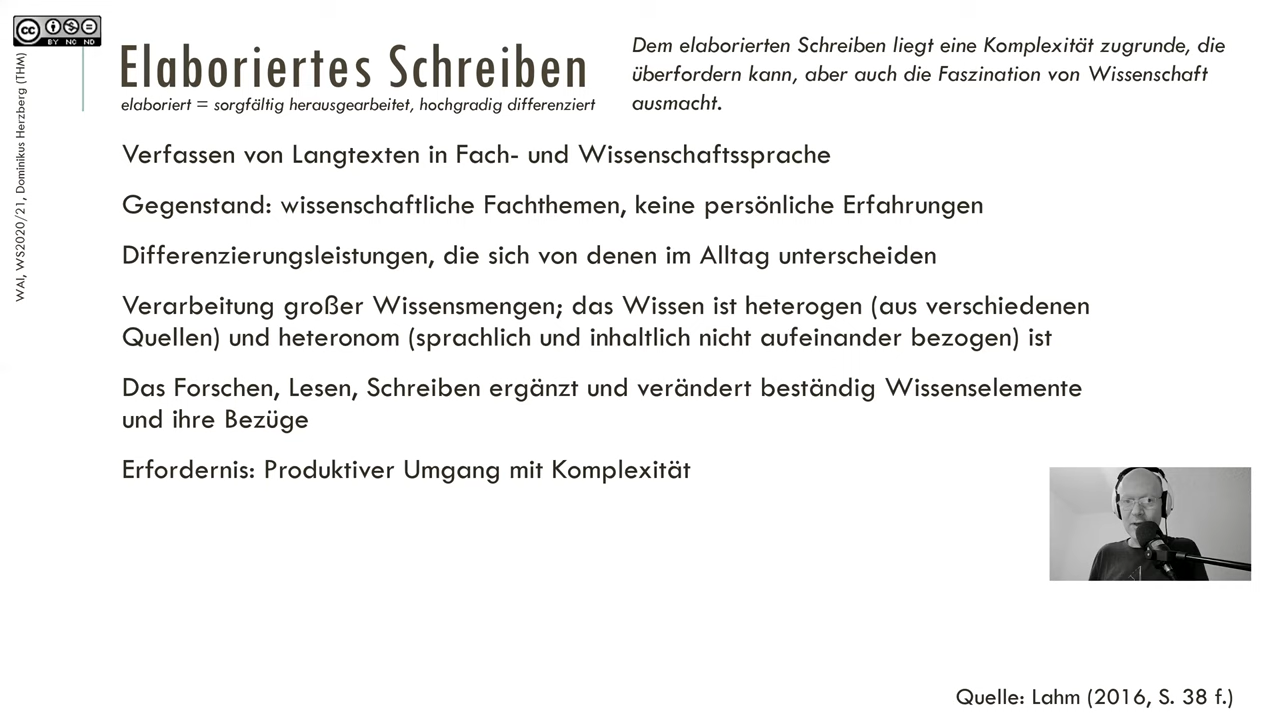 cc BY NC ND
WAI, WS2020/21, Dominikus Herzberg (THM)
Elaboriertes Schreiben
elaboriert = sorgfältig herausgearbeitet, hochgradig differenziert
Dem elaborierten Schreiben liegt eine Komplexität zugrunde, die
überfordern kann, aber auch die Faszination von Wissenschaft
ausmacht.
Verfassen von Langtexten in Fach- und Wissenschaftssprache
Gegenstand: wissenschaftliche Fachthemen, keine persönliche Erfahrungen
Differenzierungsleistungen, die sich von denen im Alltag unterscheiden
Verarbeitung großer Wissensmengen; das Wissen ist heterogen (aus verschiedenen
Quellen) und heteronom (sprachlich und inhaltlich nicht aufeinander bezogen) ist
Das Forschen, Lesen, Schreiben ergänzt und verändert beständig Wissenselemente
und ihre Bezüge
Erfordernis: Produktiver Umgang mit Komplexität
Quelle: Lahm (2016, S. 38 f.)